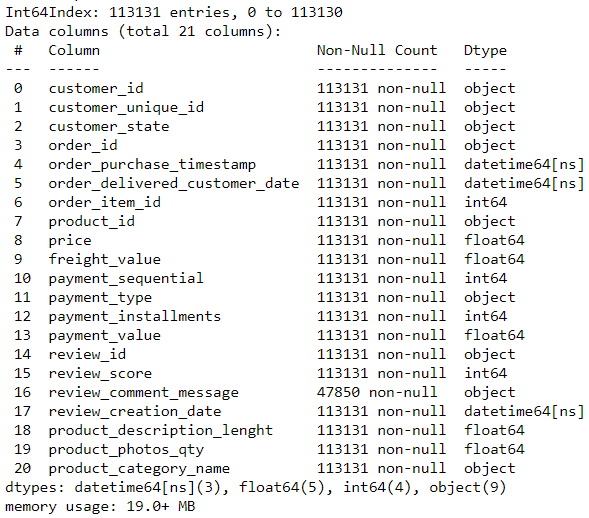 Int64Index: 113131 entries, 0 to 113130
Data columns (total 21 columns):
 #   Column                         Non-Null Count   Dtype
---  ------                         --------------   -----
 0   customer_id                    113131 non-null  object
 1   customer_unique_id             113131 non-null  object
 2   customer_state                 113131 non-null  object
 3   order_id                       113131 non-null  object
 4   order_purchase_timestamp       113131 non-null  datetime64[ns]
 5   order_delivered_customer_date  113131 non-null  datetime64[ns]
 6   order_item_id                  113131 non-null  int64
 7   product_id                     113131 non-null  object
 8   price                          113131 non-null  float64
 9   freight_value                  113131 non-null  float64
 10  payment_sequential             113131 non-null  int64
 11  payment_type                   113131 non-null  object
 12  payment_installments           113131 non-null  int64
 13  payment_value                  113131 non-null  float64
 14  review_id                      113131 non-null  object
 15  review_score                   113131 non-null  int64
 16  review_comment_message         47850 non-null   object
 17  review_creation_date           113131 non-null  datetime64[ns]
 18  product_description_lenght     113131 non-null  float64
 19  product_photos_qty             113131 non-null  float64
 20  product_category_name          113131 non-null  object
dtypes: datetime64[ns](3), float64(5), int64(4), object(9)
memory usage: 19.0+ MB